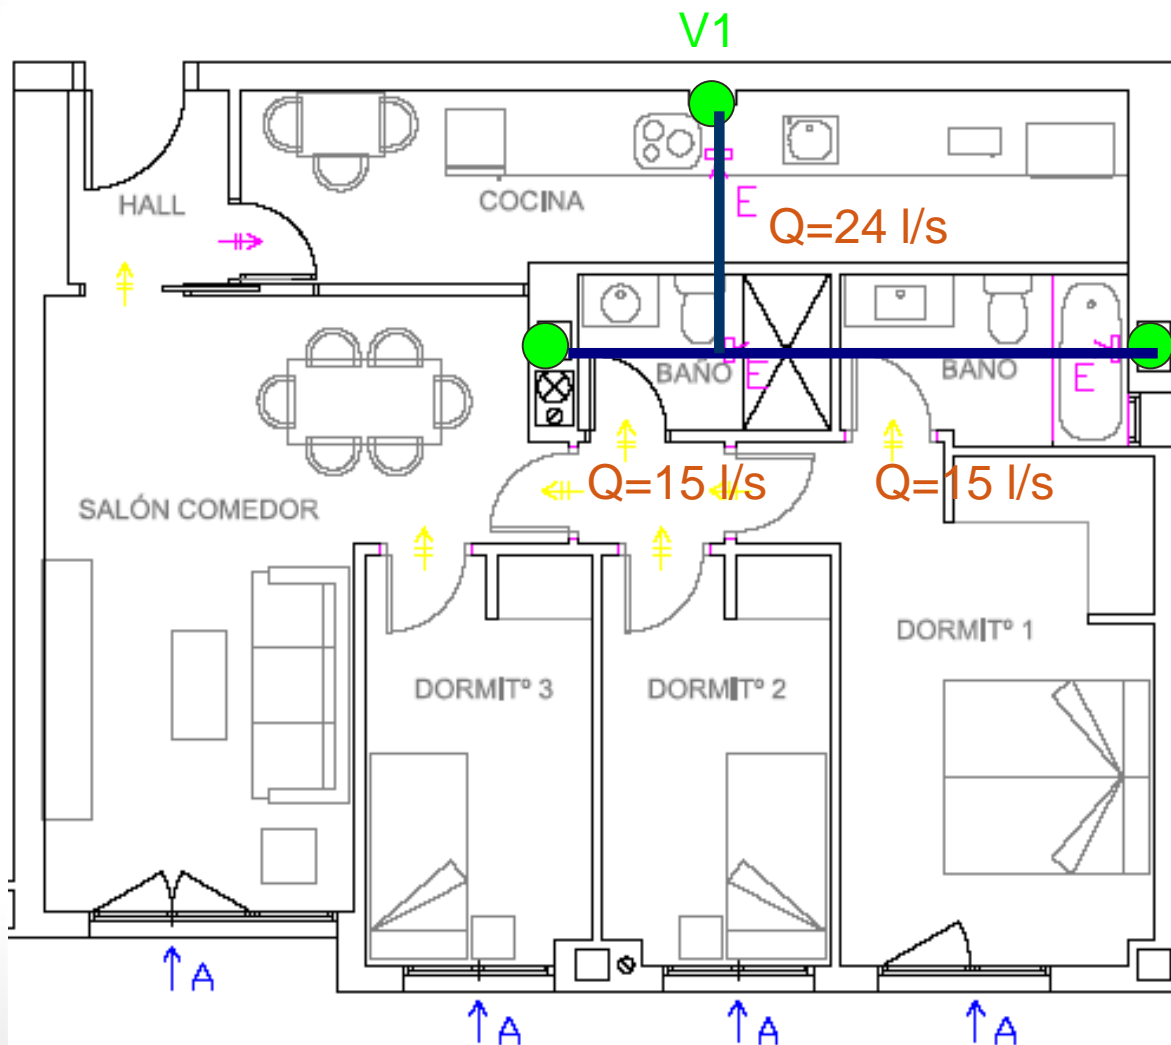 V1
HALL
COCINA
E
Q=24 l/s
BAÑO
E
BAÑO
E
Q=15 l/s
Q=15 l/s
SALÓN COMEDOR
DORMITº 1
DORMITº 3
DORMITº 2
A
A
A
A